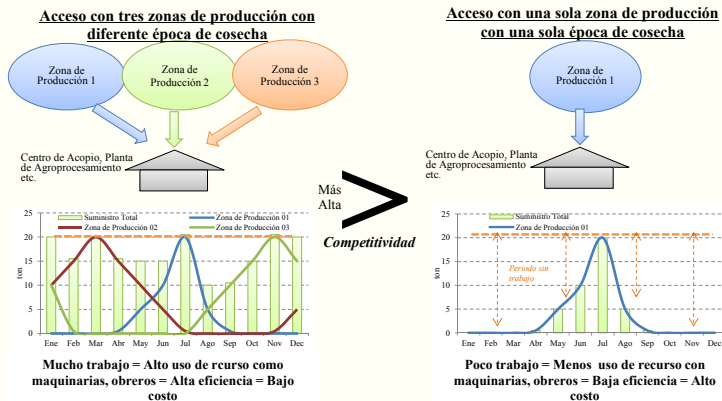 Acceso con tres zonas de producción con
diferente época de cosecha
Zona de
Producción 1
Zona de
Producción 2
Zona de
Producción 3
Centro de Acopio, Planta
de Agroprocesamiento
etc.
25
20
15
10
5
0
ton
Suministro Total
Zona de Producción 01
Zona de Producción 02
Zona de Producción 03
Ene Feb Mar Abr May Jun Jul Ago Sep Oct Nov Dec
Mucho trabajo = Alto uso de rcurso como
maquinarias, obreros = Alta eficiencia = Bajo
costo
Más
Alta
>
Competitividad
Acceso con una sola zona de producción
con una sola época de cosecha
Zona de
Producción 1
Centro de Acopio, Planta
de Agroprocesamiento
etc.
25
20
15
10
5
0
ton
Suministro Total
Zona de Producción 01
Periodo sin
trabajo
Ene Feb Mar Abr May Jun Jul Ago Sep Oct Nov Dec
Poco trabajo = Menos uso de recurso con
maquinarias, obreros = Baja eficiencia = Alto
costo